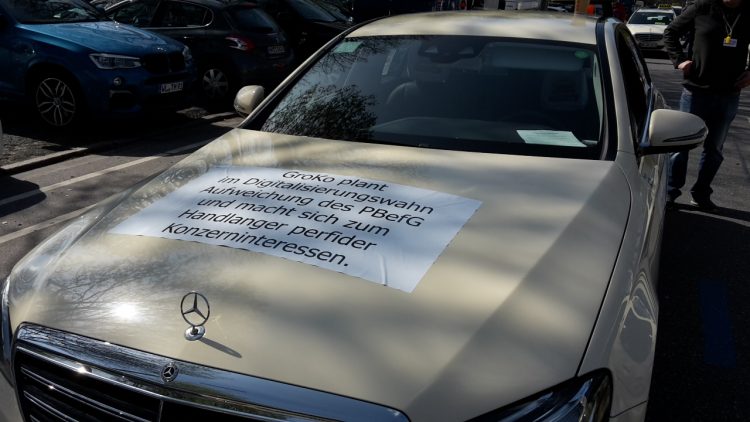 GroKo plant
im Digitalisierungswahn
Aufweichung des PBefG
und macht sich zum
Handlanger perfider
Konzerninteressen.